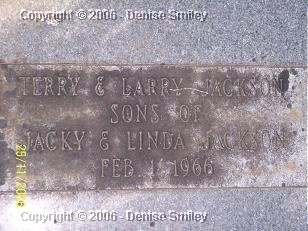 Copyright © 2006 - Denise Smiley
TERRY & LARRY JACKSON
SONS OF
JACKY & LINDA JACKSON
FEB. 1, 1966
Copyright © 2006 - Denise Smiley